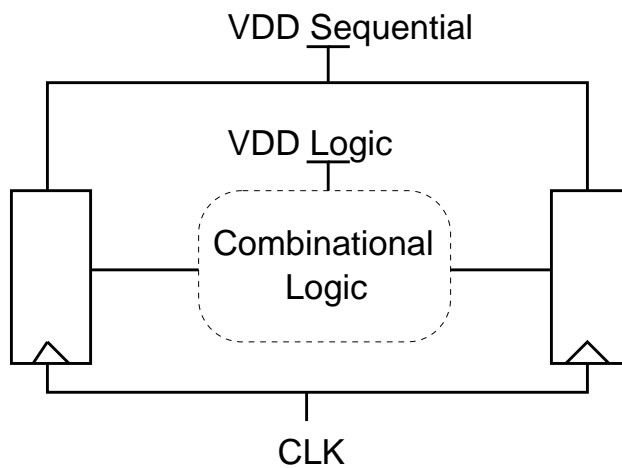 VDD Sequential
VDD Logic
Combinational
Logic
CLK